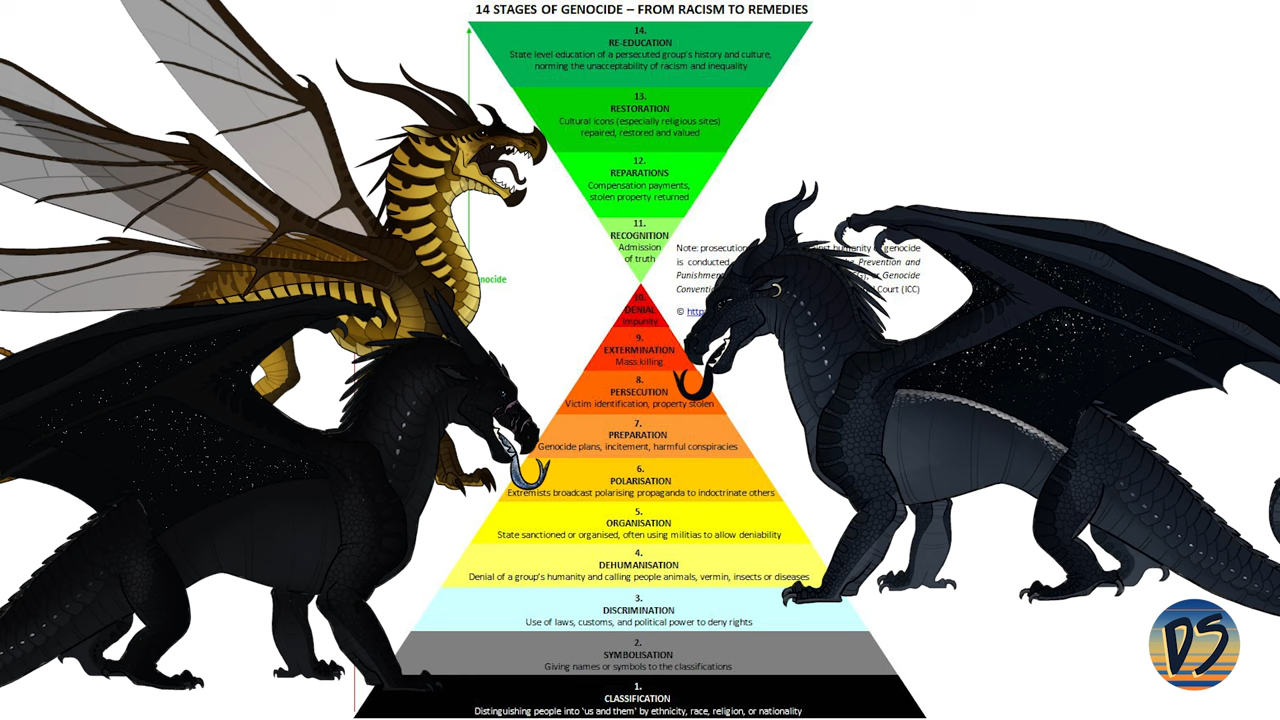 14 STAGES OF GENOCIDE – FROM RACISM TO REMEDIES
14.
RE-EDUCATION
State level education of a persecuted group's history and culture,
norming the unacceptability of racism and inequality
13.
RESTORATION
Cultural icons (especially religious sites)
repaired, restored and valued
12.
REPARATIONS
Compensation payments,
stolen property returned
11.
RECOGNITION
Admission
of truth
Note: prosecution humanity genocide
is conducted Prevention and
Punishment Genocide
Court (ICC)
©
10.
DENIAL
Impunity
9.
EXTERMINATION
Mass killing
8.
PERSECUTION
Victim identification, property stolen
7.
PREPARATION
Genocide plans, incitement, harmful conspiracies
6.
POLARISATION
Extremists broadcast polarising propaganda to indoctrinate others
5.
ORGANISATION
State sanctioned or organised, often using militias to allow deniability
4.
DEHUMANISATION
Denial of a group's humanity and calling people animals, vermin, insects or diseases
3.
DISCRIMINATION
Use of laws, customs, and political power to deny rights
2.
SYMBOLISATION
Giving names or symbols to the classifications
1.
CLASSIFICATION
Distinguishing people into 'us and them' by ethnicity, race, religion, or nationality
DS